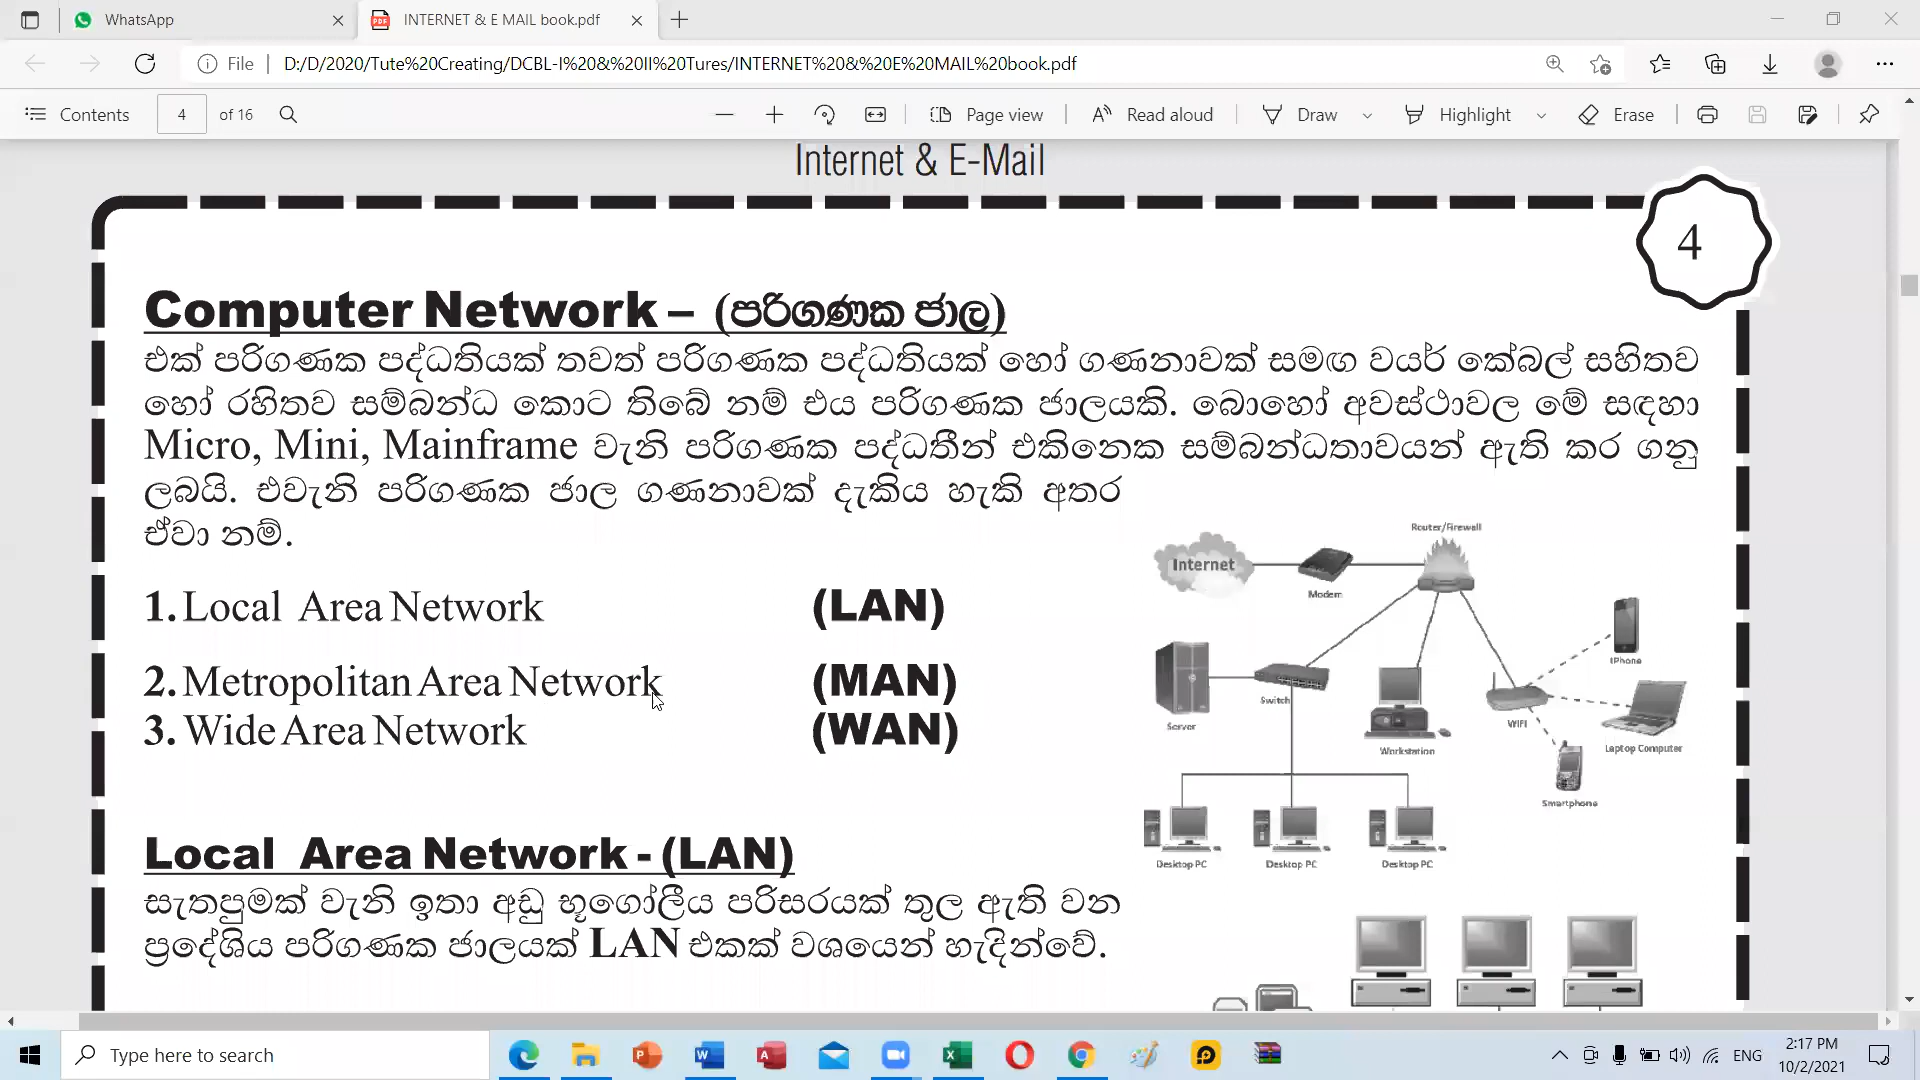 WhatsApp
INTERNET & E MAIL book.pdf
File
D:/D/2020/Tute%20Creating/DCBL-I%20&%20II%20Tures/INTERNET%20&%20E%20MAIL%20book.pdf
Contents
4
of 16
Page view
Read aloud
Draw
Highlight
Erase
Internet & E-Mail
4
Computer Network – (පරිගණක ජාල)
එක් පරිගණක පද්ධතියක් තවත් පරිගණක පද්ධතියක් හෝ ගණනාවක් සමඟ වයර් කේබල් සහිතව
හෝ රහිතව සම්බන්ධ කොට තිබේ නම් එය පරිගණක ජාලයකි. බොහෝ අවස්ථාවල මේ සඳහා
Micro, Mini, Mainframe වැනි පරිගණක පද්ධතීන් එකිනෙක සම්බන්ධතාවයන් ඇති කර ගනු
ලබයි. එවැනි පරිගණක ජාල ගණනාවක් දැකිය හැකි අතර
ඒවා නම්.
1. Local Area Network (LAN)
2. Metropolitan Area Network (MAN)
3. Wide Area Network (WAN)
Router/Firewall
Internet
Modem
IPhone
Switch
Server
WIFI
Workstation
Laptop Computer
Smartphone
Desktop PC
Desktop PC
Desktop PC
Local Area Network - (LAN)
සැතපුමක් වැනි ඉතා අඩු භූගෝලීය පරිසරයක් තුල ඇති වන
ප්‍රදේශිය පරිගණක ජාලයක් LAN එකක් වශයෙන් හැදින්වේ.
Type here to search
ENG
2:17 PM
10/2/2021